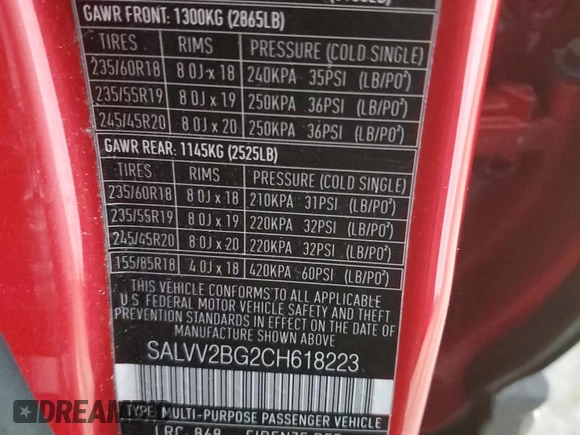 GAWR FRONT: 1300KG (2865LB)
TIRES RIMS PRESSURE (COLD SINGLE)
235/60R18 8.0J x 18 240KPA 35PSI (LB/PO²)
235/55R19 8.0J x 19 250KPA 36PSI (LB/PO²)
245/45R20 8.0J x 20 250KPA 36PSI (LB/PO²)
GAWR REAR: 1145KG (2525LB)
TIRES RIMS PRESSURE (COLD SINGLE)
235/60R18 8.0J x 18 210KPA 31PSI (LB/PO²)
235/55R19 8.0J x 19 220KPA 32PSI (LB/PO²)
245/45R20 8.0J x 20 220KPA 32PSI (LB/PO²)
155/85R18 4.0J x 18 420KPA 60PSI (LB/PO²)
THIS VEHICLE CONFORMS TO ALL APPLICABLE
U.S. FEDERAL MOTOR VEHICLE SAFETY AND THEFT
PREVENTION STANDARDS IN EFFECT ON THE DATE OF
MANUFACTURE SHOWN ABOVE
SALVV2BG2CH618223
TYPE: MULTI-PURPOSE PASSENGER VEHICLE
LRC: 868 FIRENZE RED